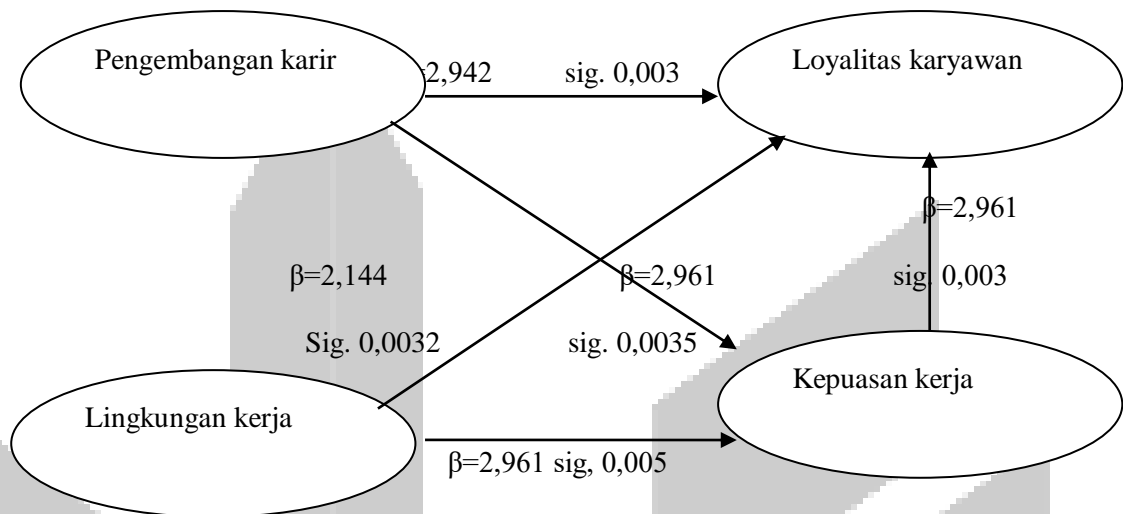 Pengembangan karir
Loyalitas karyawan
=2,942 sig. 0,003
β=2,961
β=2,144 β=2,961 sig. 0,003
Sig. 0,0032 sig. 0,0035
Kepuasan kerja
Lingkungan kerja
β=2,961 sig, 0,005